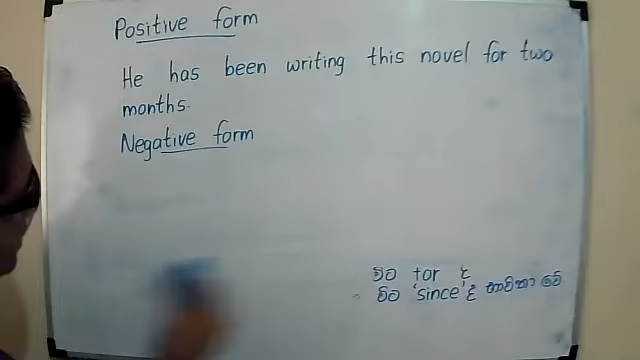 Positive form
He has been writing this novel for two
months.
Negative form
විට for ද
විට 'since' ද